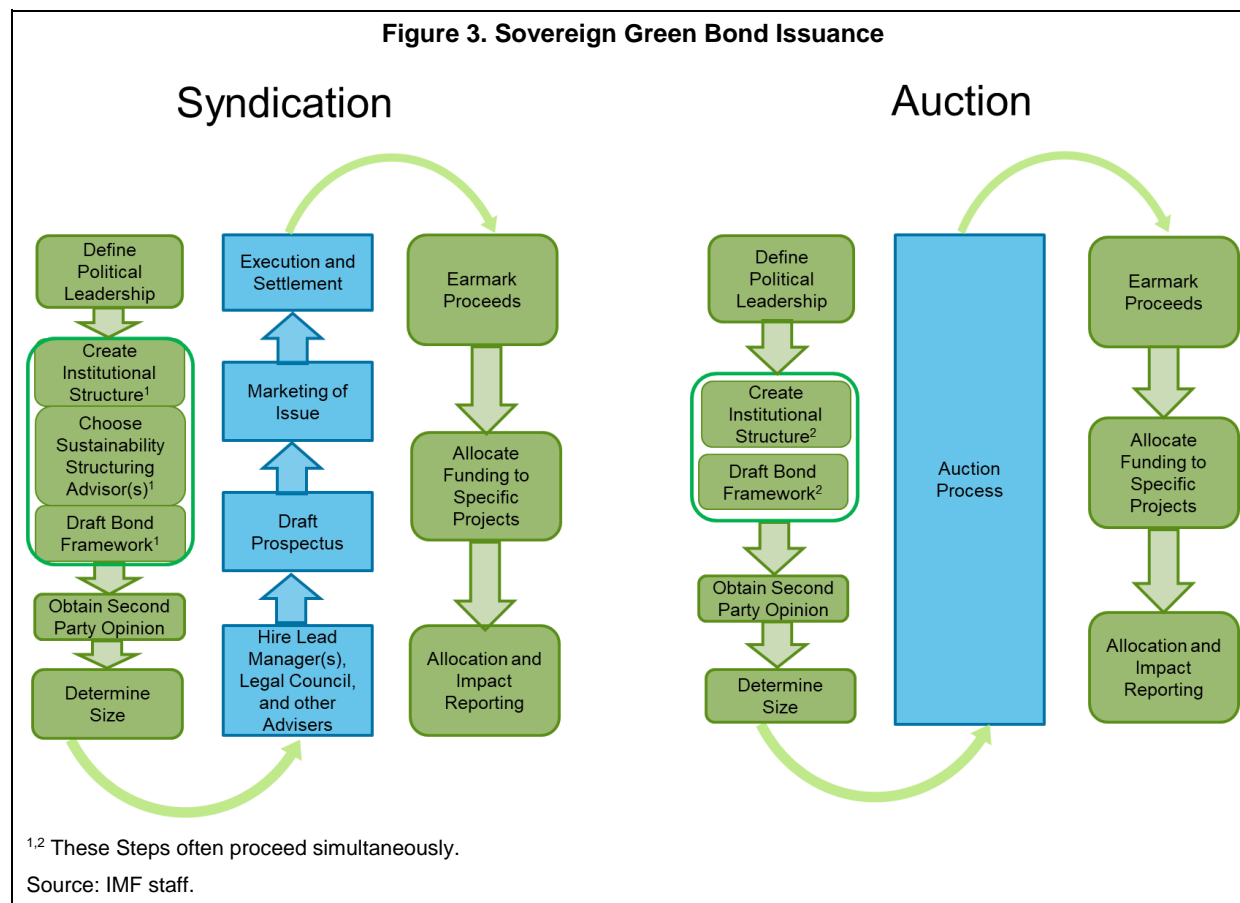 Figure 3. Sovereign Green Bond Issuance
Syndication
Define
Political
Leadership
Create
Institutional
Structure¹
Choose
Sustainability
Structuring
Advisor(s)¹
Draft Bond
Framework¹
Obtain Second
Party Opinion
Determine
Size
Execution and
Settlement
Marketing of
Issue
Draft
Prospectus
Hire Lead
Manager(s),
Legal Council,
and other
Advisers
Earmark
Proceeds
Allocate
Funding to
Specific
Projects
Allocation and
Impact
Reporting
Auction
Define
Political
Leadership
Create
Institutional
Structure²
Draft Bond
Framework²
Obtain Second
Party Opinion
Determine
Size
Auction
Process
Earmark
Proceeds
Allocate
Funding to
Specific
Projects
Allocation and
Impact
Reporting
¹,² These Steps often proceed simultaneously.
Source: IMF staff.